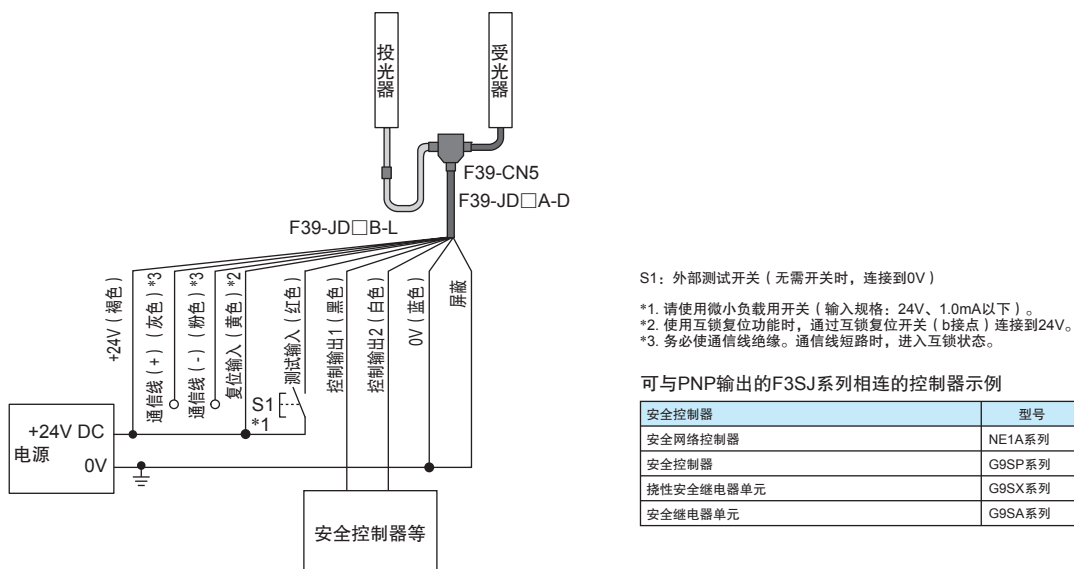 投光器
受光器
F39-CN5
F39-JD□A-D
F39-JD□B-L
+24V（褐色）
通信线（+）（灰色）*3
通信线（-）（粉色）*3
复位输入（黄色）*2
测试输入（红色）
控制输出1（黑色）
控制输出2（白色）
0V（蓝色）
屏蔽
S1
*1
+24V DC
电源
0V
安全控制器等
S1：外部测试开关（无需开关时，连接到0V）
*1. 请使用微小负载用开关（输入规格：24V、1.0mA以下）。
*2. 使用互锁复位功能时，通过互锁复位开关（b接点）连接到24V。
*3. 务必使通信线绝缘。通信线短路时，进入互锁状态。
可与PNP输出的F3SJ系列相连的控制器示例
安全控制器 型号
安全网络控制器 NE1A系列
安全控制器 G9SP系列
挠性安全继电器单元 G9SX系列
安全继电器单元 G9SA系列